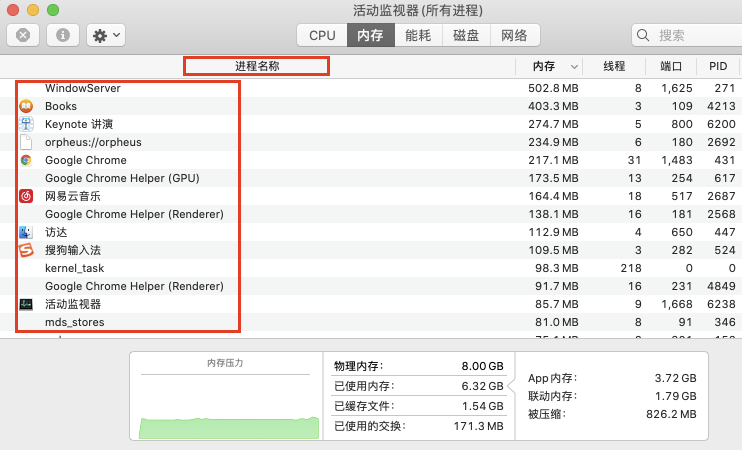 活动监视器 (所有进程)
CPU 内存 能耗 磁盘 网络 搜索
进程名称 内存 线程 端口 PID
WindowServer 502.8 MB 8 1,625 271
Books 403.3 MB 3 109 4213
Keynote 讲演 274.7 MB 5 800 6200
orpheus://orpheus 234.9 MB 6 180 2692
Google Chrome 217.1 MB 31 1,483 431
Google Chrome Helper (GPU) 173.5 MB 13 254 617
网易云音乐 164.4 MB 18 517 2687
Google Chrome Helper (Renderer) 138.1 MB 16 181 2568
访达 112.9 MB 4 650 447
搜狗输入法 109.5 MB 3 282 524
kernel_task 98.3 MB 218 0 0
Google Chrome Helper (Renderer) 91.7 MB 16 231 4849
活动监视器 85.7 MB 9 1,668 6238
mds_stores 81.0 MB 8 91 346
内存压力
物理内存： 8.00 GB
已使用内存： 6.32 GB
已缓存文件： 1.54 GB
已使用的交换： 171.3 MB
App 内存： 3.72 GB
联动内存： 1.79 GB
被压缩： 826.2 MB